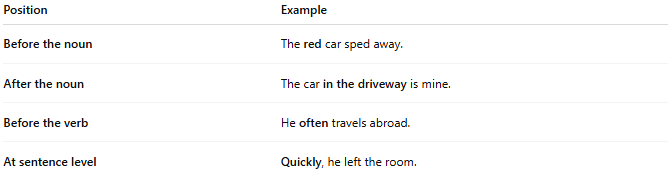 Position Example
Before the noun The red car sped away.
After the noun The car in the driveway is mine.
Before the verb He often travels abroad.
At sentence level Quickly, he left the room.